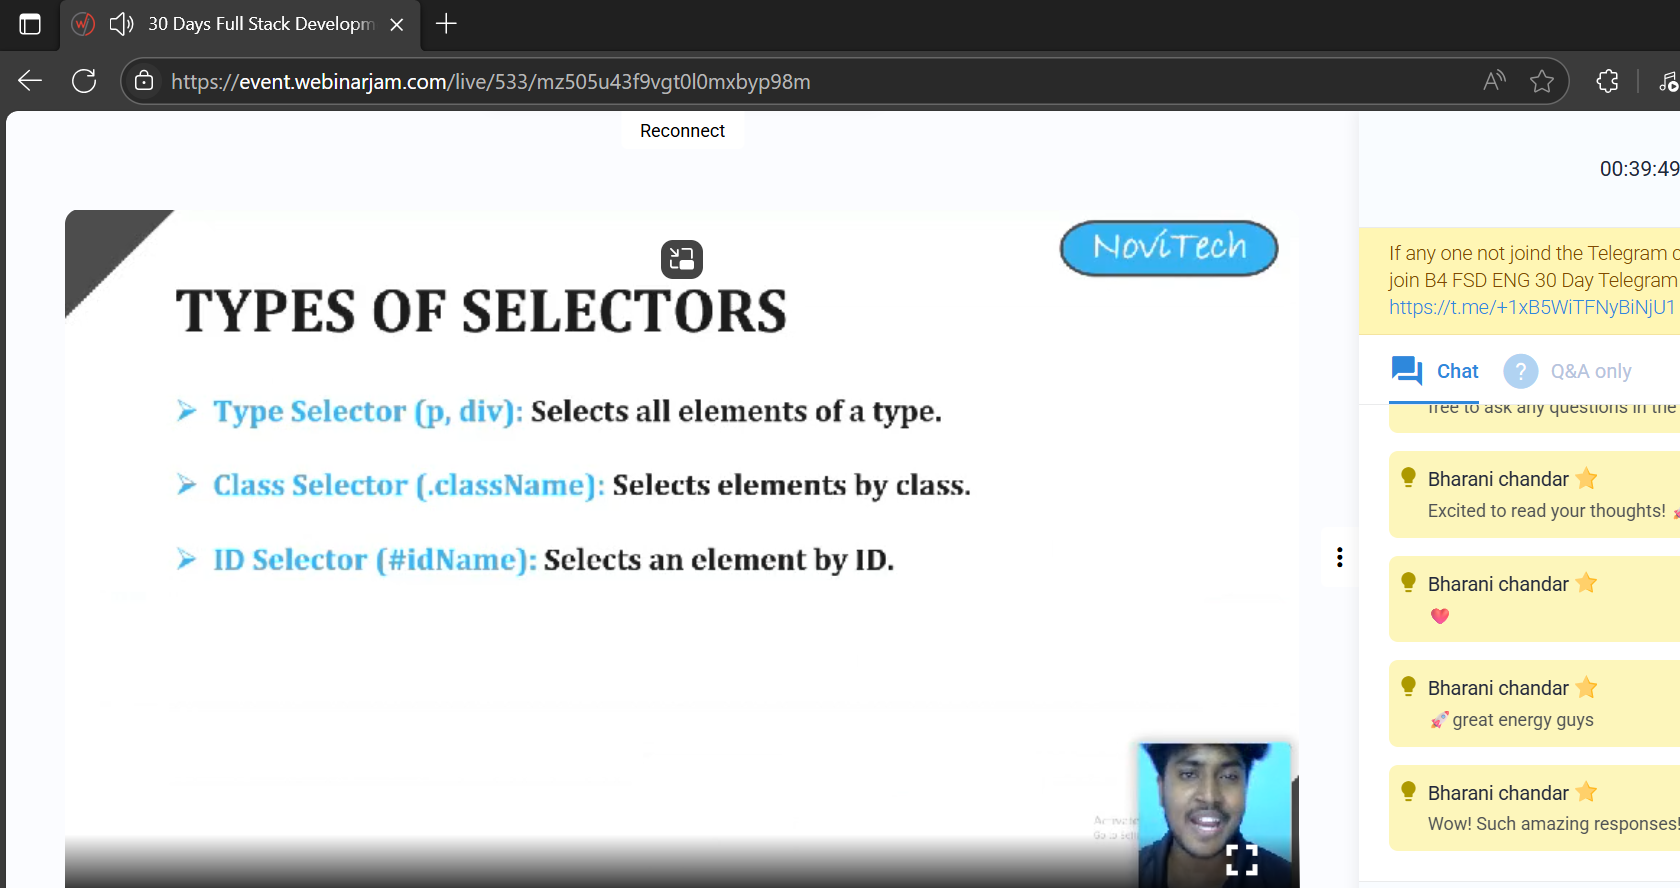 30 Days Full Stack Developm
https://event.webinarjam.com/live/533/mz505u43f9vgt0l0mxbyp98m
Reconnect
00:39:49
NoviTech
TYPES OF SELECTORS
Type Selector (p, div): Selects all elements of a type.
Class Selector (.className): Selects elements by class.
ID Selector (#idName): Selects an element by ID.
If any one not joind the Telegram c
join B4 FSD ENG 30 Day Telegram
https://t.me/+1xB5WiTFNyBiNjU1
Chat
? Q&A only
free to ask any questions in the
Bharani chandar ⭐
Excited to read your thoughts! 🚀
Bharani chandar ⭐
❤️
Bharani chandar ⭐
🚀 great energy guys
Bharani chandar ⭐
Wow! Such amazing responses!